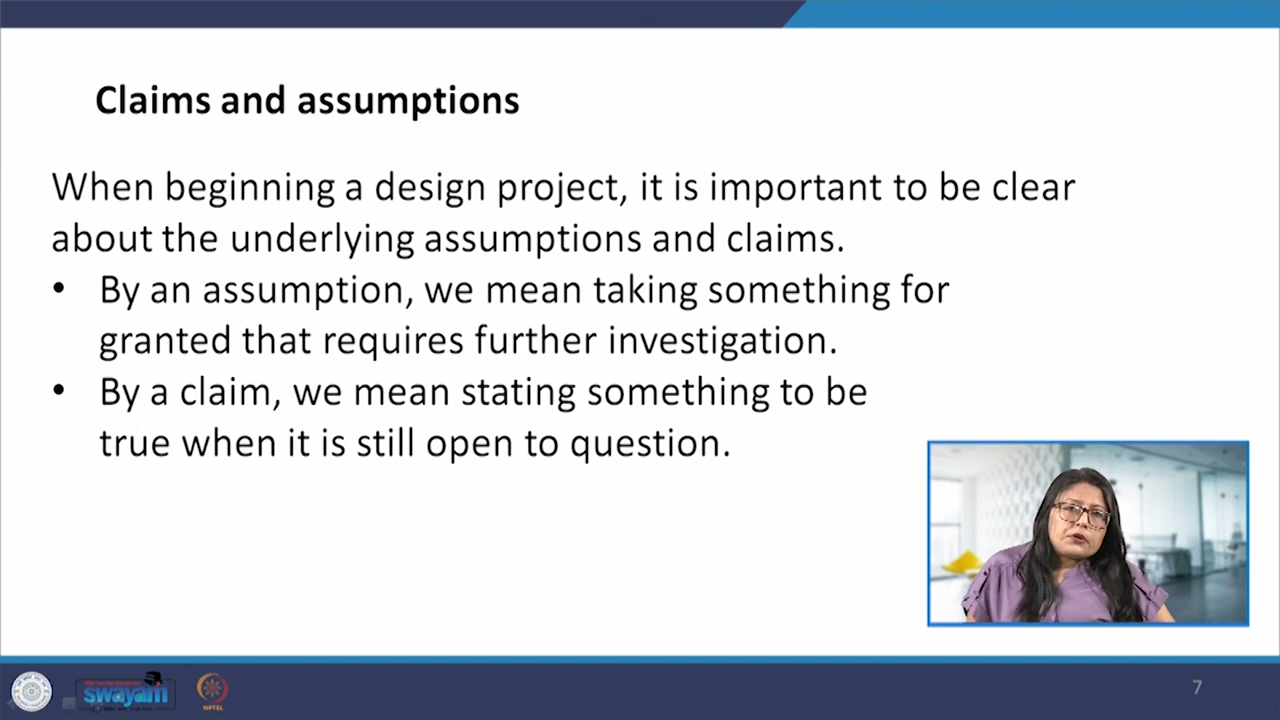 Claims and assumptions
When beginning a design project, it is important to be clear
about the underlying assumptions and claims.
• By an assumption, we mean taking something for
granted that requires further investigation.
• By a claim, we mean stating something to be
true when it is still open to question.
swayam
NPTEL
7